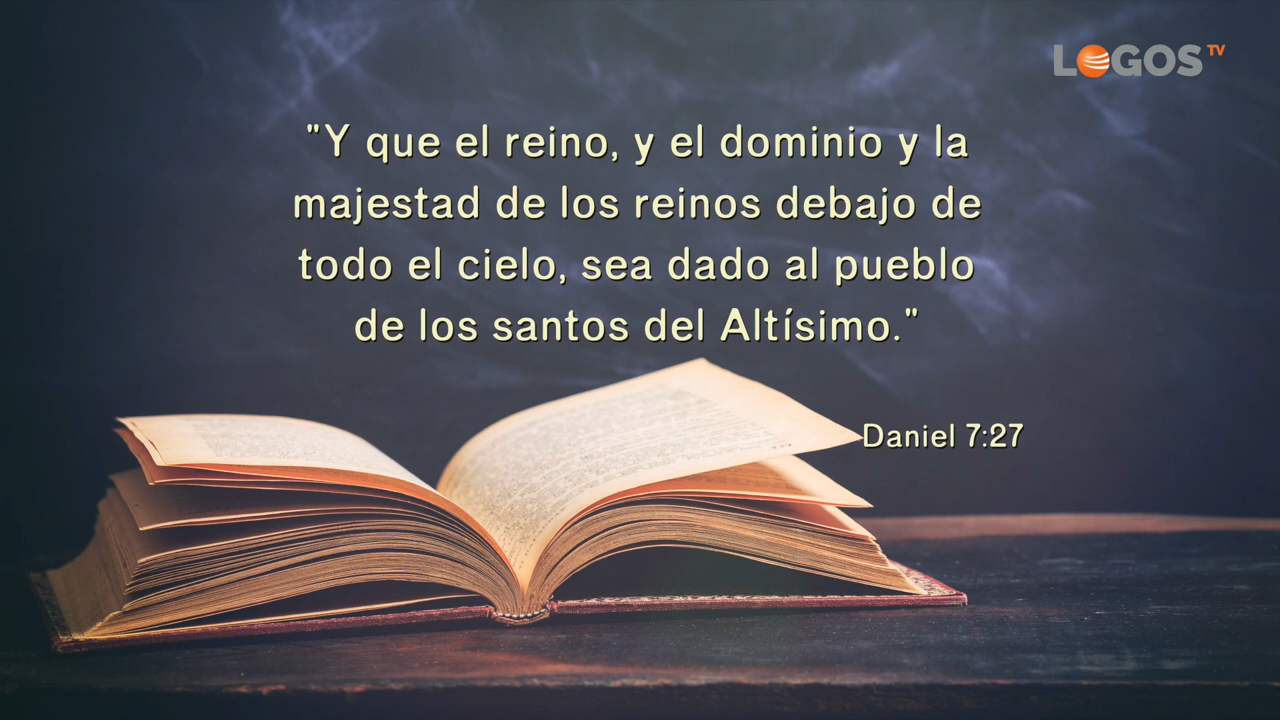 LOGOS TV
"Y que el reino, y el dominio y la
majestad de los reinos debajo de
todo el cielo, sea dado al pueblo
de los santos del Altísimo."
Daniel 7:27